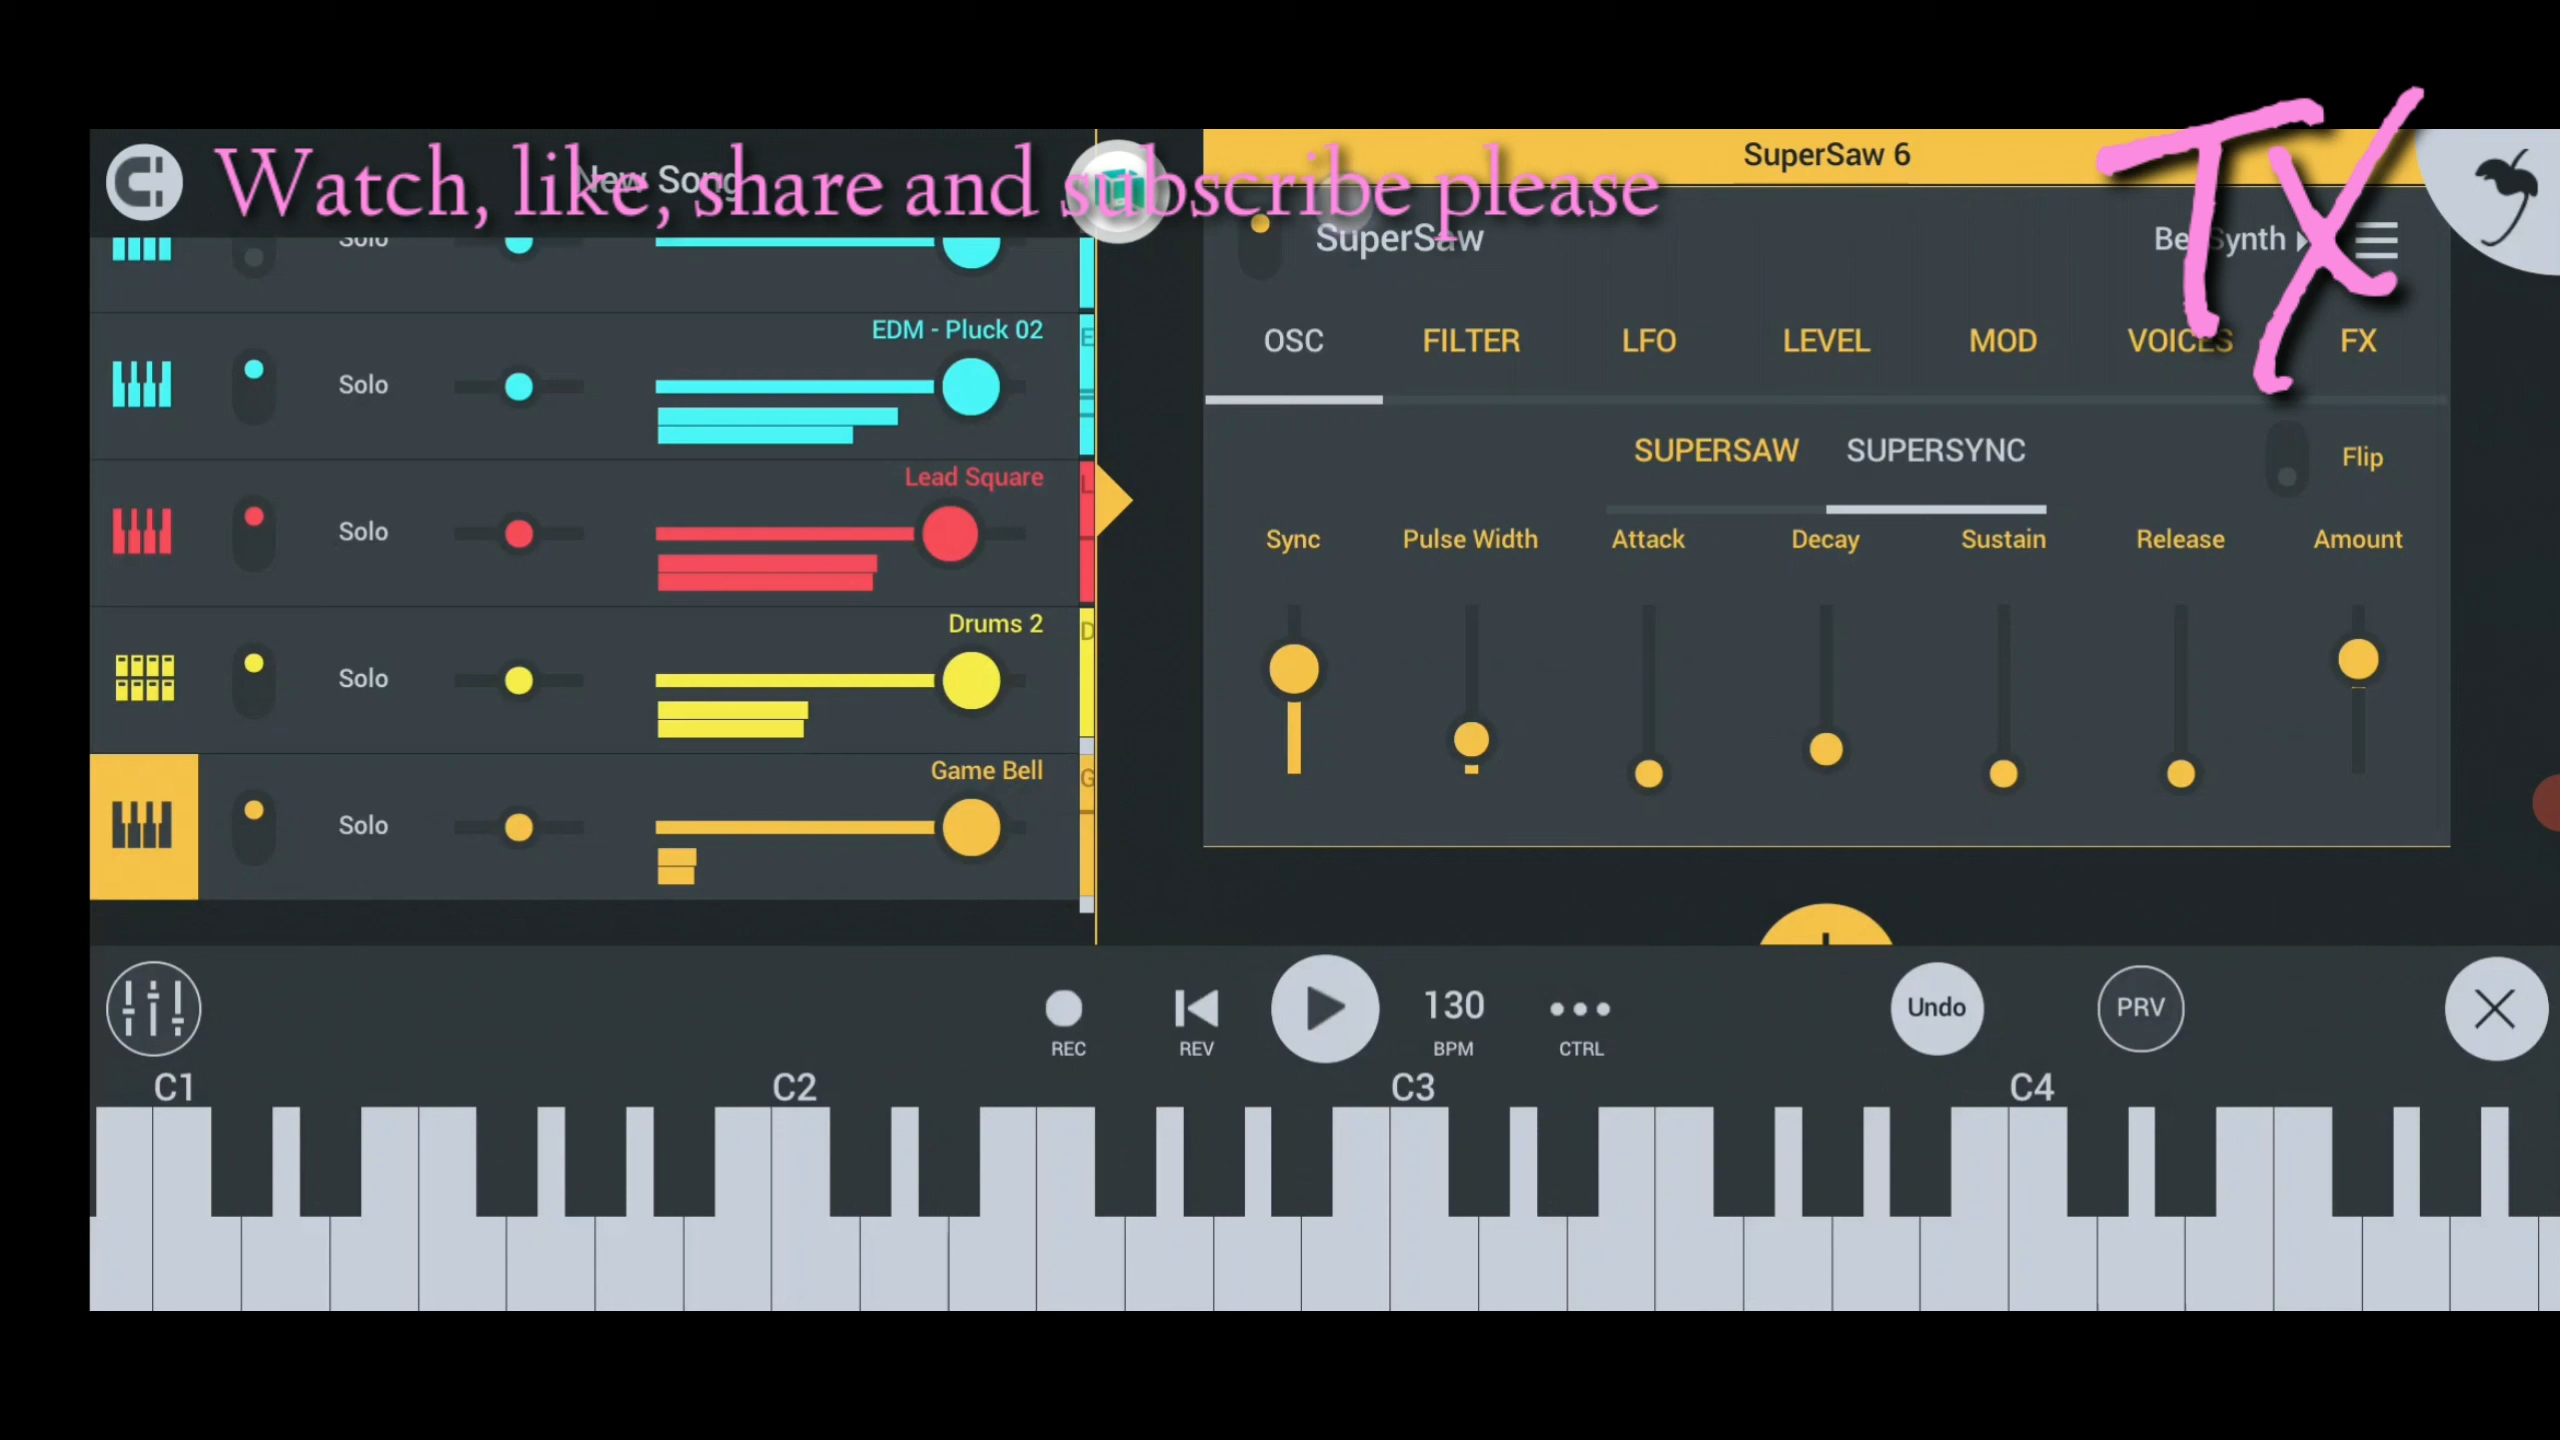 SuperSaw 6
TX
Watch, like, share and subscribe please
New Song
SuperSaw
Solo
EDM - Pluck 02
E
OSC FILTER LFO LEVEL MOD VOICES FX
Solo
SUPERSAW SUPERSYNC
Flip
Lead Square
L
Sync Pulse Width Attack Decay Sustain Release Amount
Solo
Drums 2
D
Solo
Game Bell
G
Solo
130
Undo
PRV
REC REV BPM CTRL
C1 C2 C3 C4